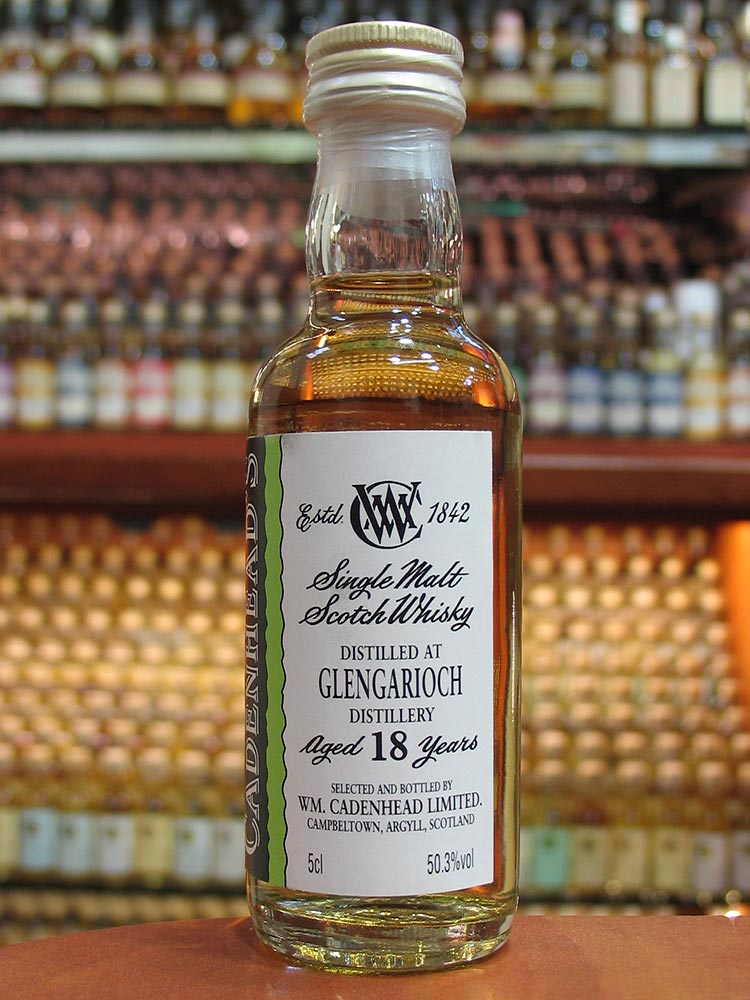 CADENHEAD'S
Estd. WC 1842
Single Malt
Scotch Whisky
DISTILLED AT
GLENGARIOCH
DISTILLERY
Aged 18 Years
SELECTED AND BOTTLED BY
WM. CADENHEAD LIMITED.
CAMPBELTOWN, ARGYLL, SCOTLAND
5cl 50.3%vol